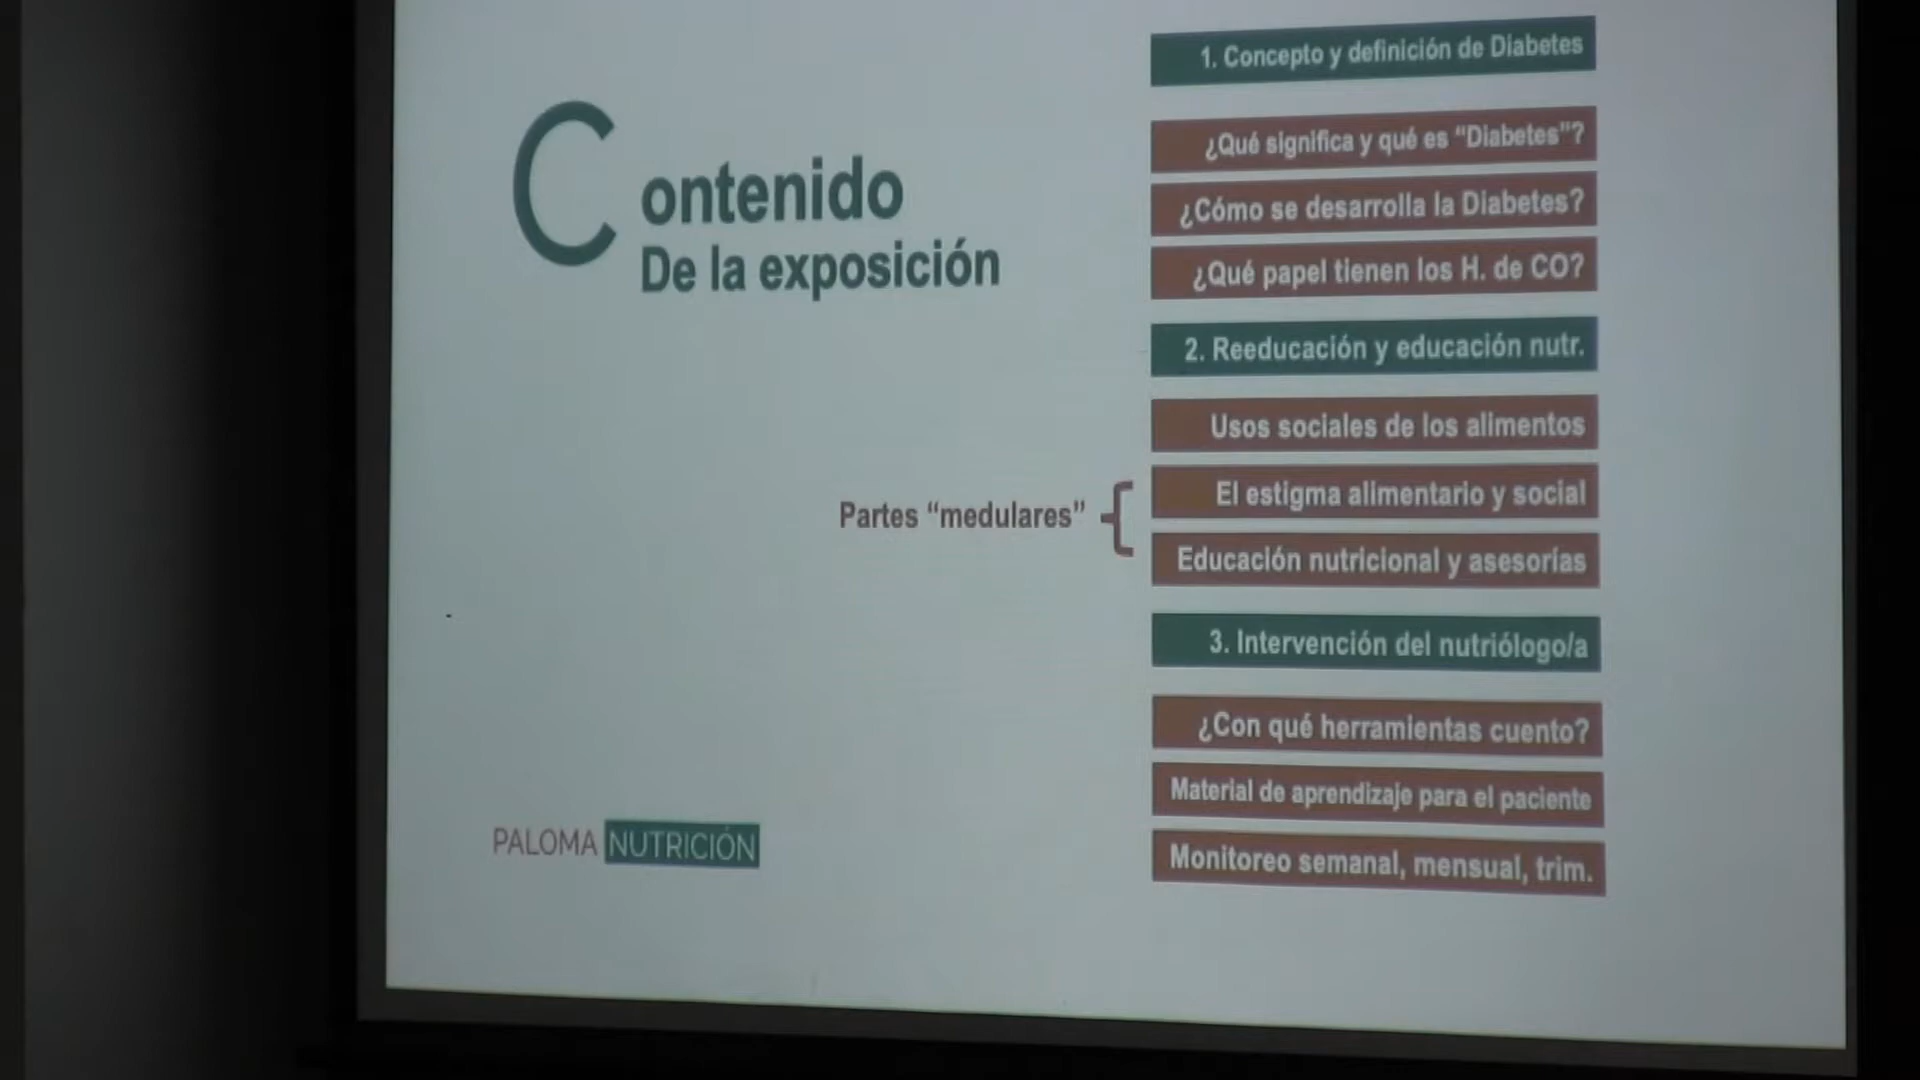 Contenido
De la exposición
1. Concepto y definición de Diabetes
¿Qué significa y qué es “Diabetes”?
¿Cómo se desarrolla la Diabetes?
¿Qué papel tienen los H. de CO?
2. Reeducación y educación nutr.
Usos sociales de los alimentos
Partes “medulares”
El estigma alimentario y social
Educación nutricional y asesorías
3. Intervención del nutriólogo/a
¿Con qué herramientas cuento?
Material de aprendizaje para el paciente
Monitoreo semanal, mensual, trim.
PALOMA NUTRICIÓN